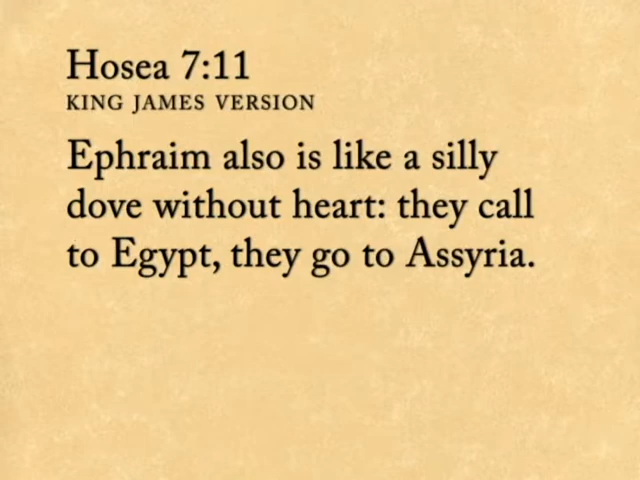 Hosea 7:11
KING JAMES VERSION
Ephraim also is like a silly
dove without heart: they call
to Egypt, they go to Assyria.